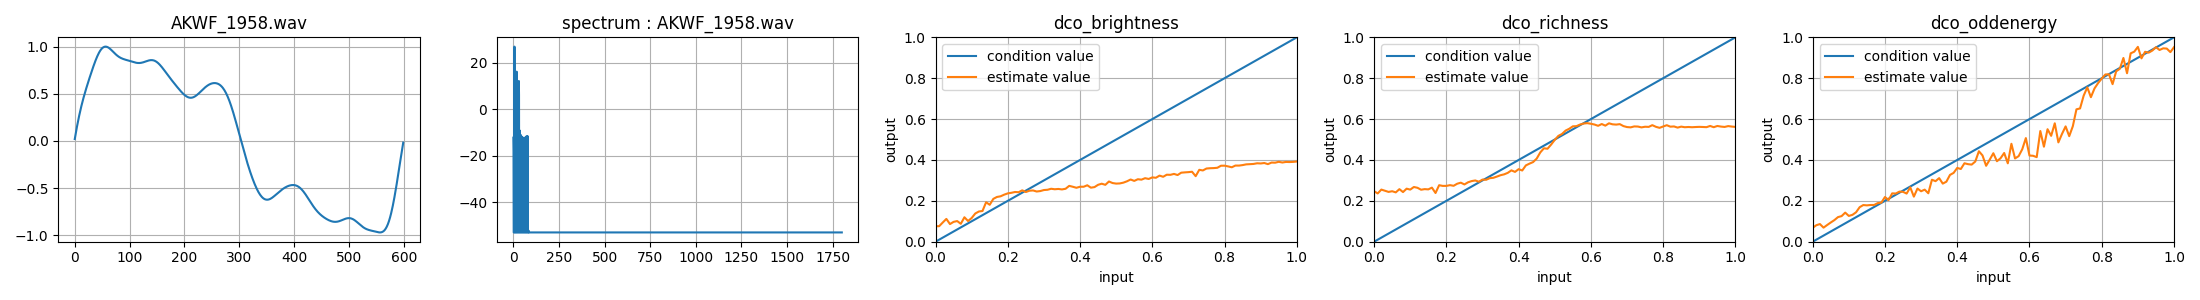 AKWF_1958.wav
1.0
0.5
0.0
−0.5
−1.0
0 100 200 300 400 500 600
spectrum : AKWF_1958.wav
20
0
−20
−40
0 250 500 750 1000 1250 1500 1750
dco_brightness
condition value
estimate value
output
1.0
0.8
0.6
0.4
0.2
0.0
0.0 0.2 0.4 0.6 0.8 1.0
input
dco_richness
condition value
estimate value
output
1.0
0.8
0.6
0.4
0.2
0.0
0.0 0.2 0.4 0.6 0.8 1.0
input
dco_oddenergy
condition value
estimate value
output
1.0
0.8
0.6
0.4
0.2
0.0
0.0 0.2 0.4 0.6 0.8 1.0
input